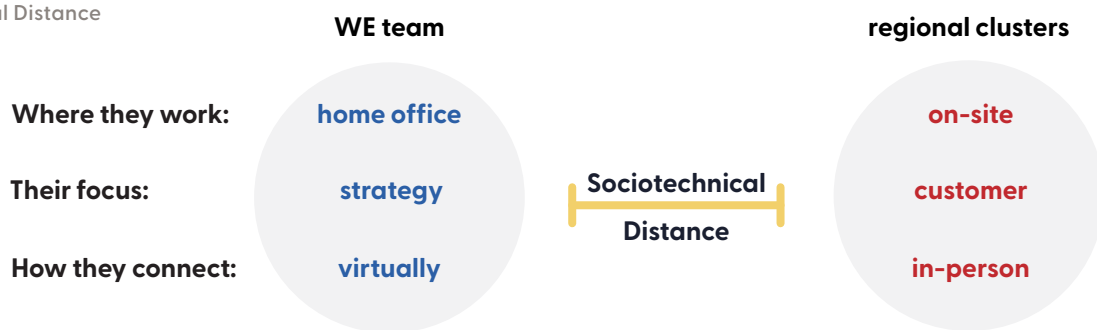 al Distance
WE team regional clusters
Where they work: home office on-site
Their focus: strategy Sociotechnical customer
Distance
How they connect: virtually in-person